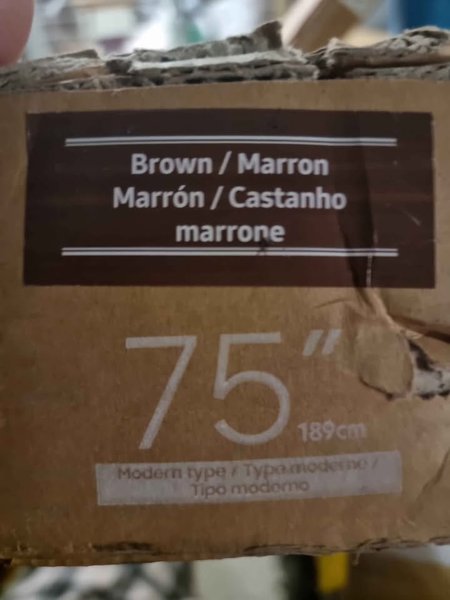 Brown / Marron
Marrón / Castanho
marrone
75"
189cm
Modern type / Type moderne /
Tipo moderno